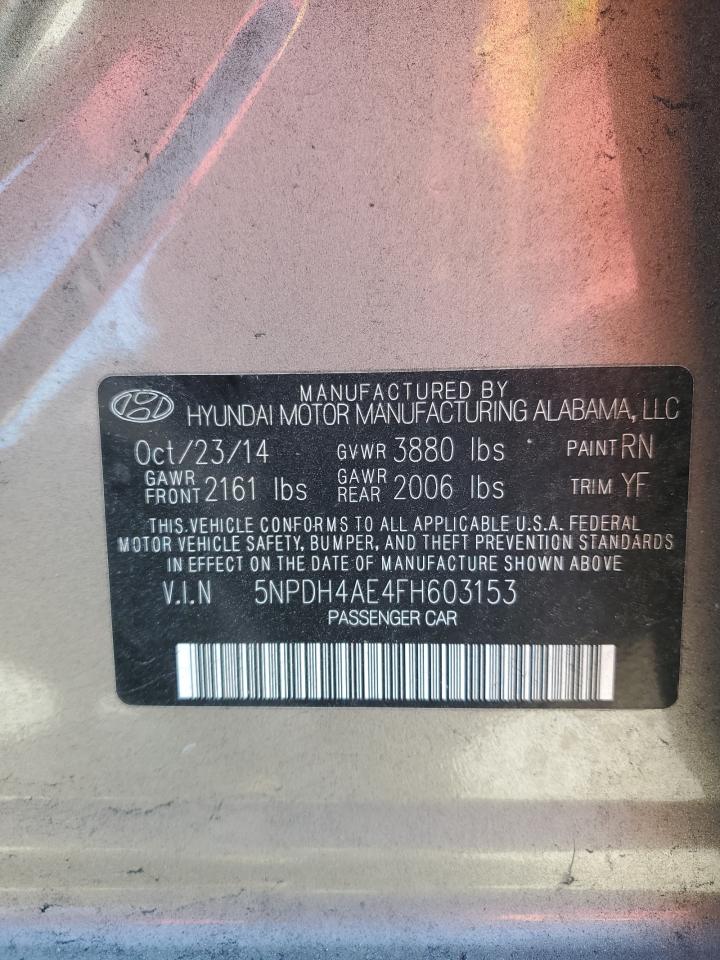 MANUFACTURED BY
HYUNDAI MOTOR MANUFACTURING ALABAMA, LLC
Oct/23/14 GVWR 3880 lbs PAINT RN
GAWR FRONT 2161 lbs GAWR REAR 2006 lbs TRIM YF
THIS VEHICLE CONFORMS TO ALL APPLICABLE U.S.A. FEDERAL
MOTOR VEHICLE SAFETY, BUMPER, AND THEFT PREVENTION STANDARDS
IN EFFECT ON THE DATE OF MANUFACTURE SHOWN ABOVE
V.I.N 5NPDH4AE4FH603153
PASSENGER CAR